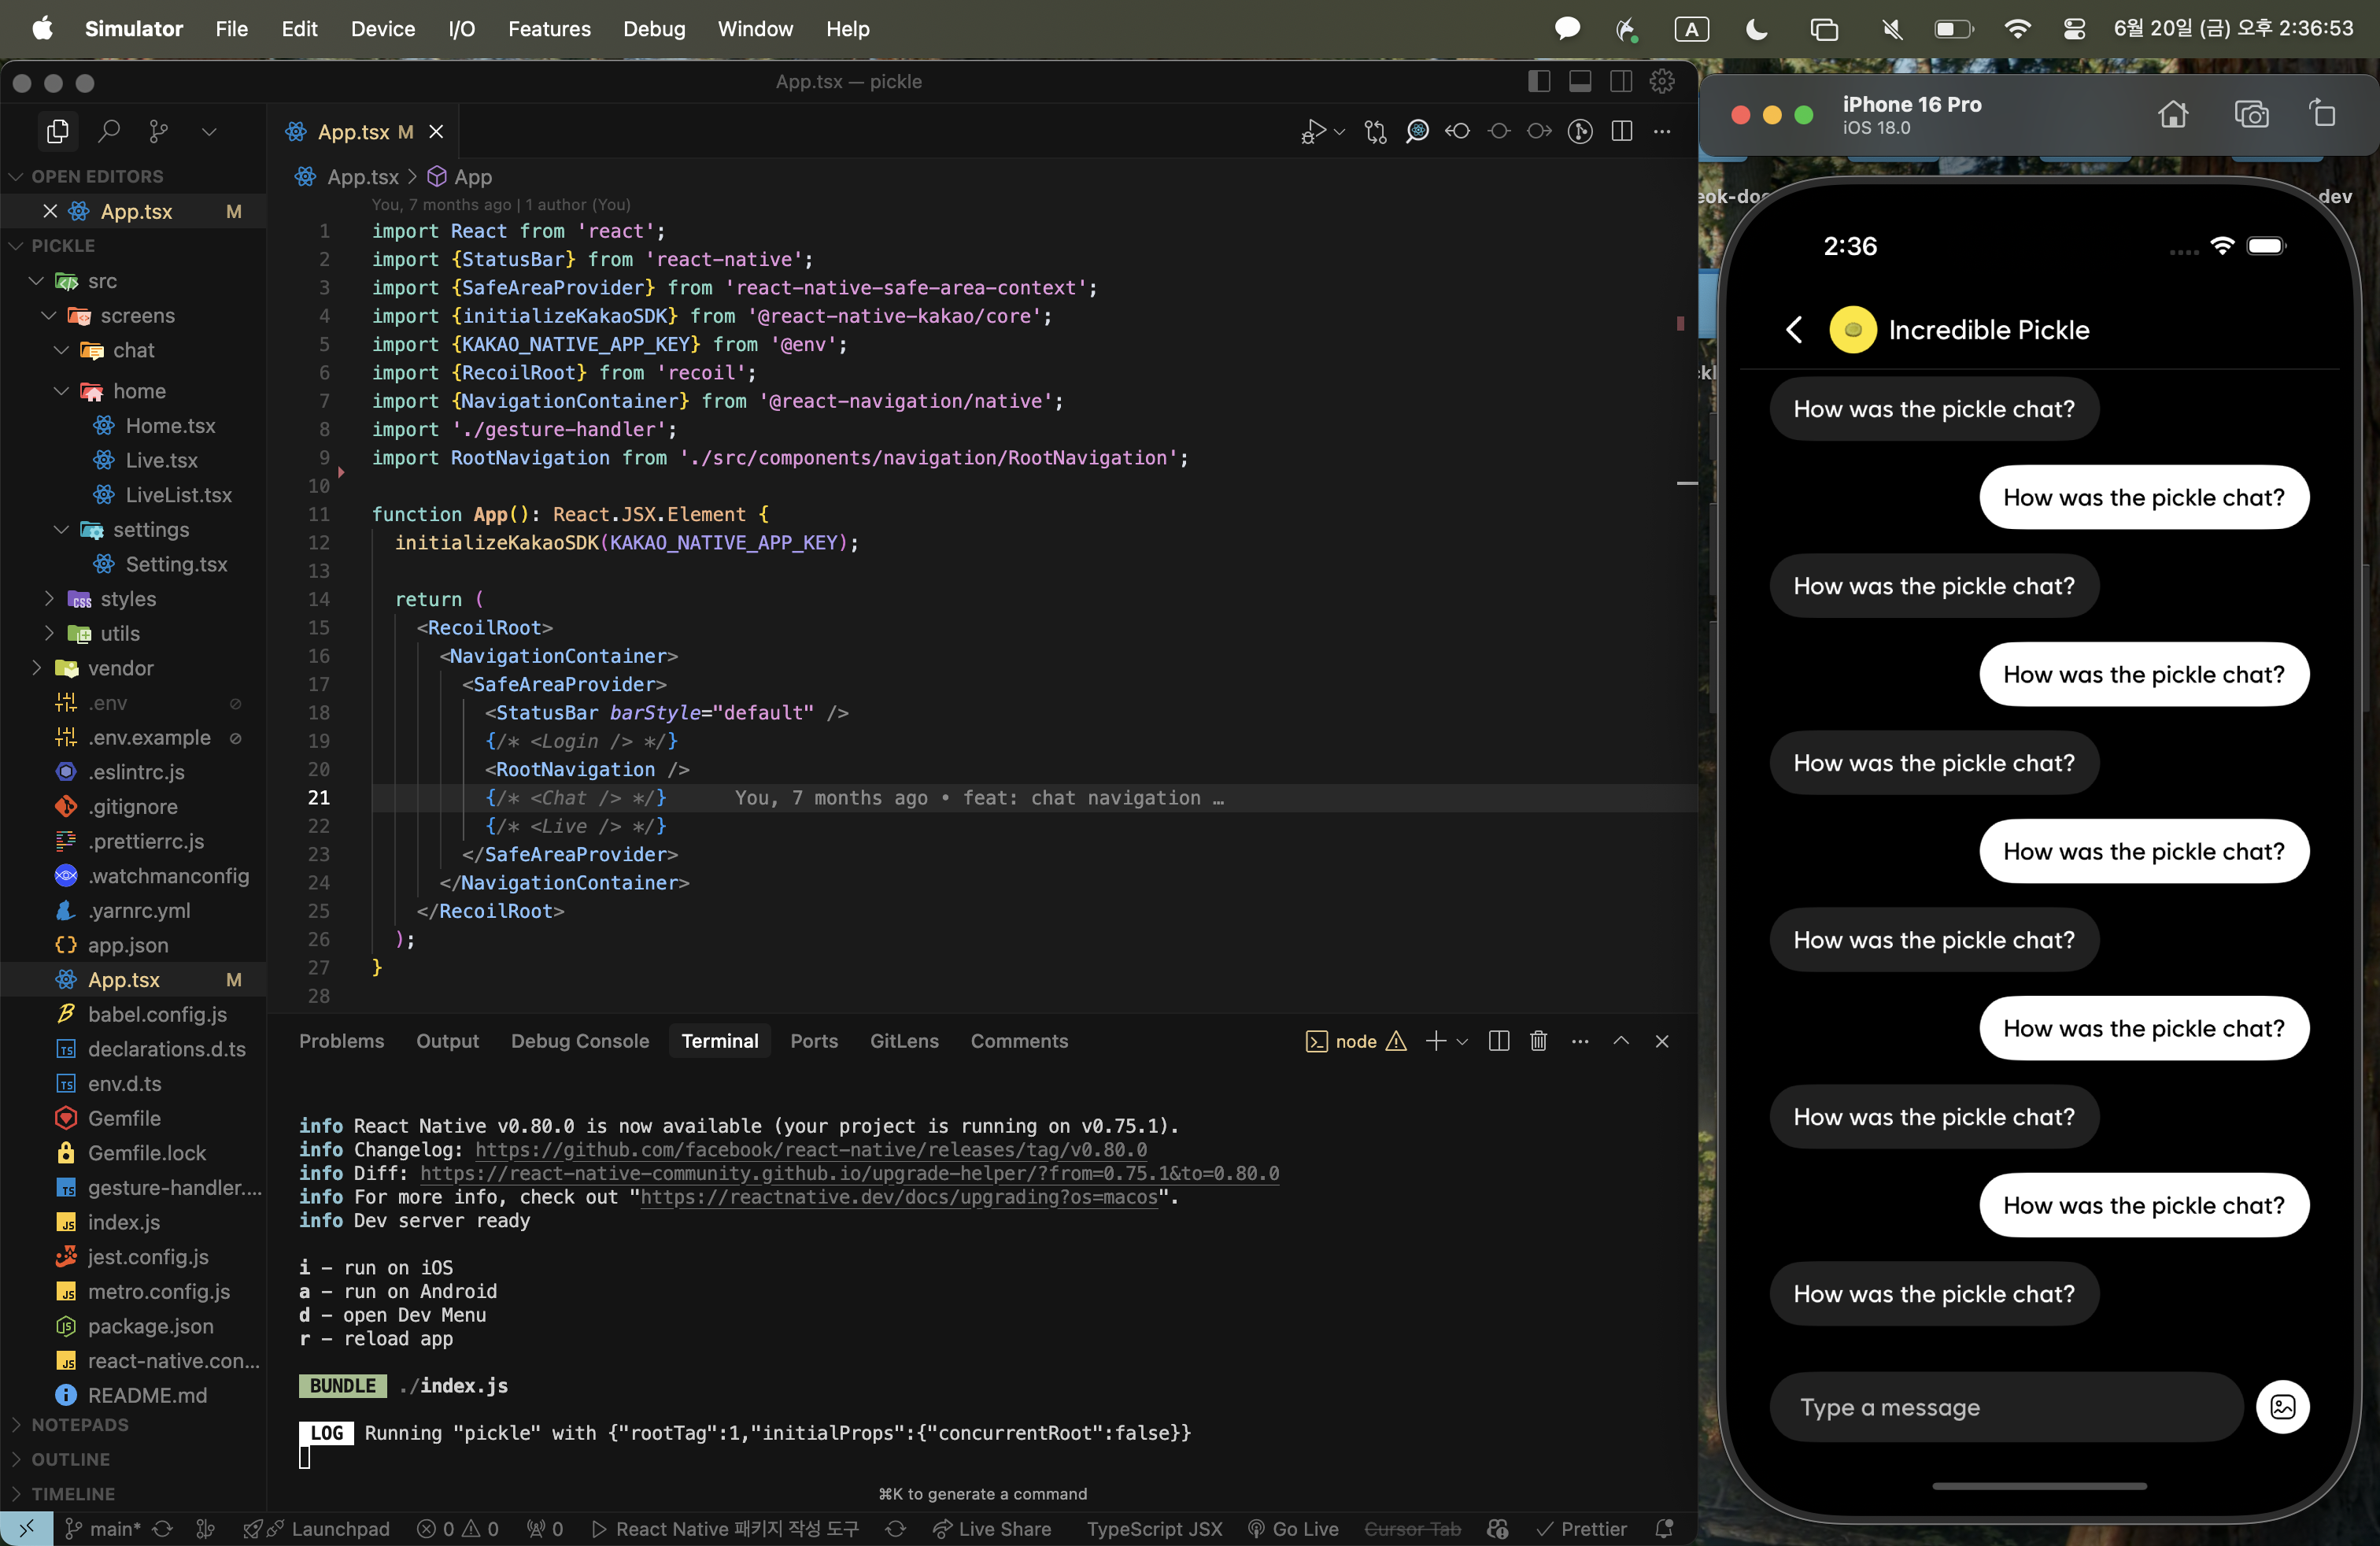 Simulator File Edit Device I/O Features Debug Window Help
A
6월 20일 (금) 오후 2:36:53
App.tsx — pickle
App.tsx M
OPEN EDITORS
App.tsx M
PICKLE
src
screens
chat
home
Home.tsx
Live.tsx
LiveList.tsx
settings
Setting.tsx
styles
utils
vendor
.env
.env.example
.eslintrc.js
.gitignore
.prettierrc.js
.watchmanconfig
.yarnrc.yml
app.json
App.tsx M
babel.config.js
declarations.d.ts
env.d.ts
Gemfile
Gemfile.lock
gesture-handler....
index.js
jest.config.js
metro.config.js
package.json
react-native.con...
README.md
NOTEPADS
OUTLINE
TIMELINE
App.tsx > App
You, 7 months ago | 1 author (You)
1 import React from 'react';
2 import {StatusBar} from 'react-native';
3 import {SafeAreaProvider} from 'react-native-safe-area-context';
4 import {initializeKakaoSDK} from '@react-native-kakao/core';
5 import {KAKAO_NATIVE_APP_KEY} from '@env';
6 import {RecoilRoot} from 'recoil';
7 import {NavigationContainer} from '@react-navigation/native';
8 import './gesture-handler';
9 import RootNavigation from './src/components/navigation/RootNavigation';
10
11 function App(): React.JSX.Element {
12 initializeKakaoSDK(KAKAO_NATIVE_APP_KEY);
13
14 return (
15 <RecoilRoot>
16 <NavigationContainer>
17 <SafeAreaProvider>
18 <StatusBar barStyle="default" />
19 {/* <Login /> */}
20 <RootNavigation />
21 {/* <Chat /> */} You, 7 months ago • feat: chat navigation …
22 {/* <Live /> */}
23 </SafeAreaProvider>
24 </NavigationContainer>
25 </RecoilRoot>
26 );
27 }
28
Problems Output Debug Console Terminal Ports GitLens Comments
node
info React Native v0.80.0 is now available (your project is running on v0.75.1).
info Changelog: https://github.com/facebook/react-native/releases/tag/v0.80.0
info Diff: https://react-native-community.github.io/upgrade-helper/?from=0.75.1&to=0.80.0
info For more info, check out "https://reactnative.dev/docs/upgrading?os=macos".
info Dev server ready
i – run on iOS
a – run on Android
d – open Dev Menu
r – reload app
BUNDLE ./index.js
LOG Running "pickle" with {"rootTag":1,"initialProps":{"concurrentRoot":false}}
⌘K to generate a command
main* Launchpad 0 0 0 React Native 패키지 작성 도구 Live Share TypeScript JSX Go Live Cursor Tab Prettier
iPhone 16 Pro
iOS 18.0
dev
2:36
Incredible Pickle
How was the pickle chat?
How was the pickle chat?
How was the pickle chat?
How was the pickle chat?
How was the pickle chat?
How was the pickle chat?
How was the pickle chat?
How was the pickle chat?
How was the pickle chat?
How was the pickle chat?
How was the pickle chat?
Type a message